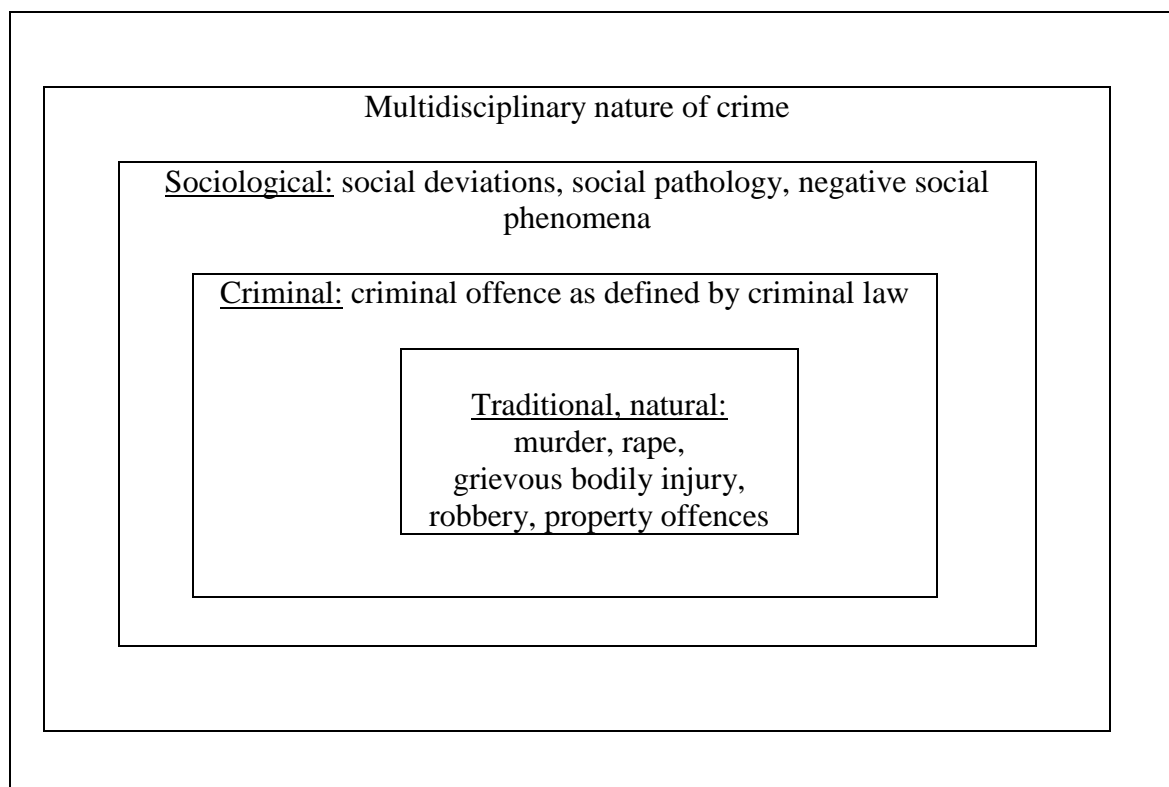 Multidisciplinary nature of crime
Sociological: social deviations, social pathology, negative social
phenomena
Criminal: criminal offence as defined by criminal law
Traditional, natural:
murder, rape,
grievous bodily injury,
robbery, property offences